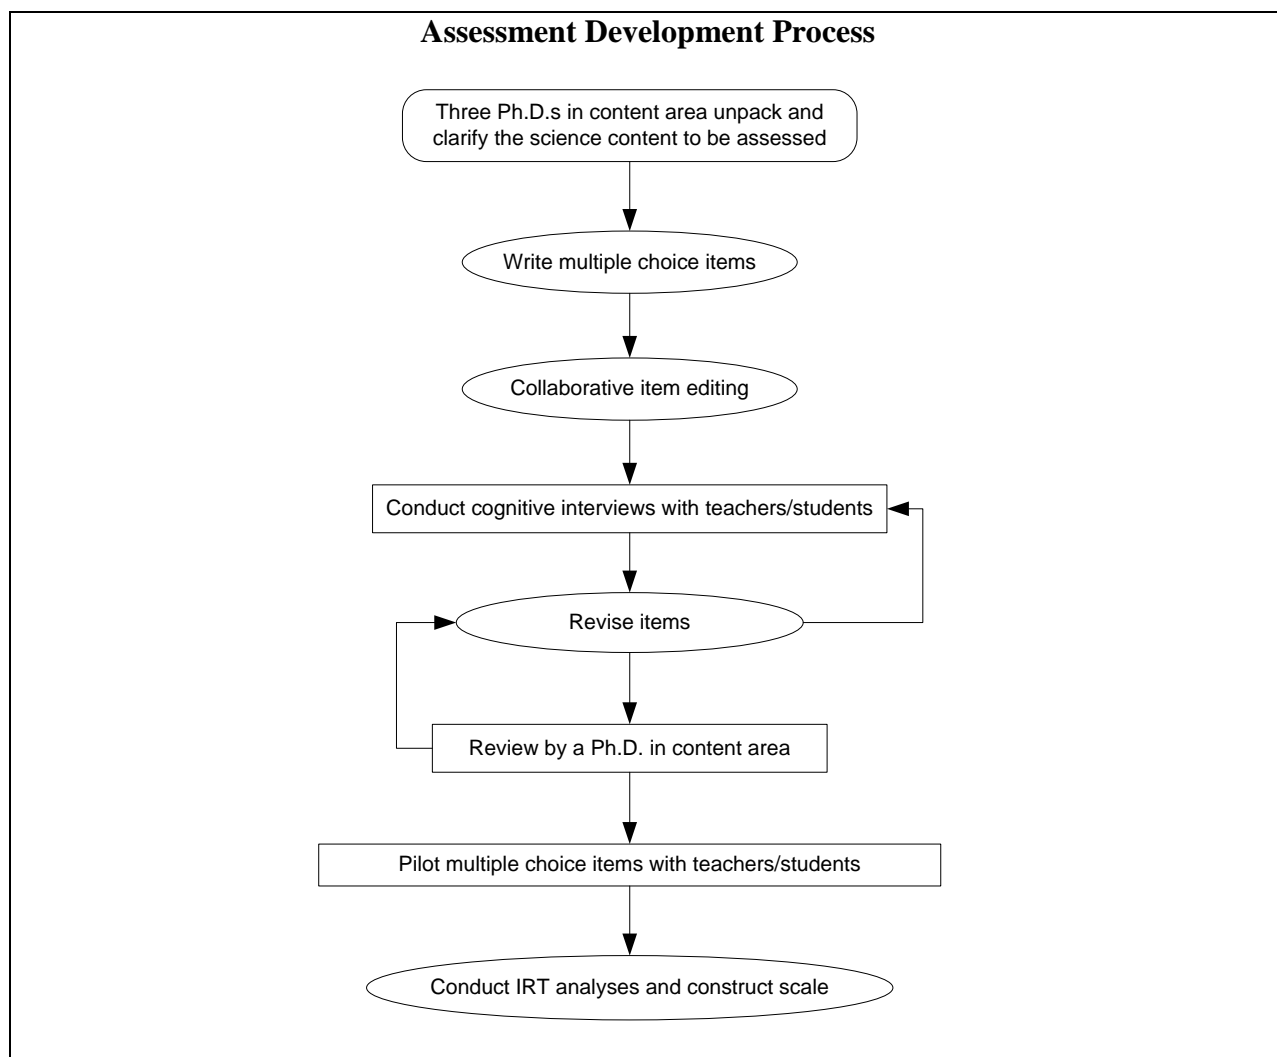 Assessment Development Process
Three Ph.D.s in content area unpack and
clarify the science content to be assessed
Write multiple choice items
Collaborative item editing
Conduct cognitive interviews with teachers/students
Revise items
Review by a Ph.D. in content area
Pilot multiple choice items with teachers/students
Conduct IRT analyses and construct scale